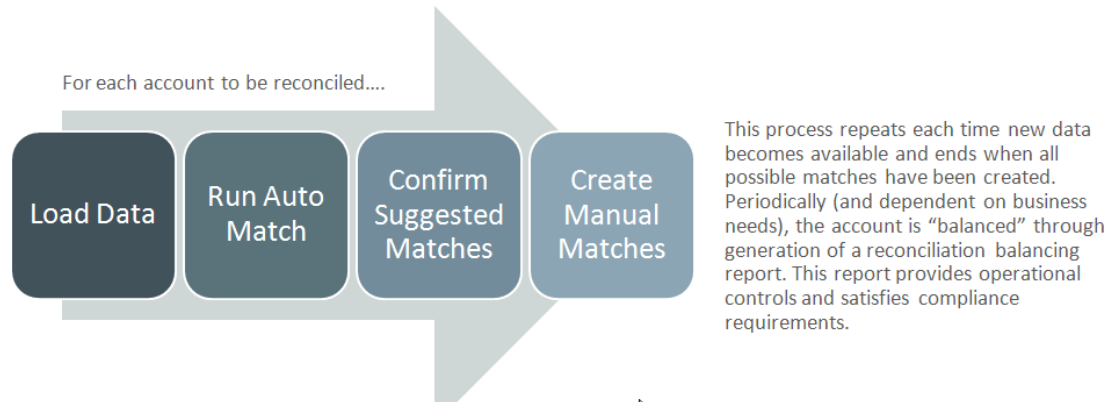 For each account to be reconciled....
Load Data
Run Auto
Match
Confirm
Suggested
Matches
Create
Manual
Matches
This process repeats each time new data
becomes available and ends when all
possible matches have been created.
Periodically (and dependent on business
needs), the account is “balanced” through
generation of a reconciliation balancing
report. This report provides operational
controls and satisfies compliance
requirements.